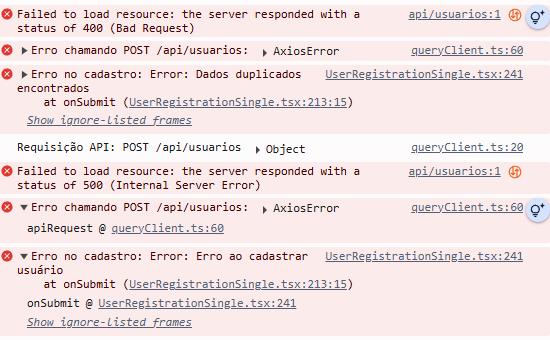 Failed to load resource: the server responded with a api/usuarios:1
status of 400 (Bad Request)
Erro chamando POST /api/usuarios: AxiosError queryClient.ts:60
Erro no cadastro: Error: Dados duplicados UserRegistrationSingle.tsx:241
encontrados
at onSubmit (UserRegistrationSingle.tsx:213:15)
Show ignore-listed frames
Requisição API: POST /api/usuarios Object queryClient.ts:20
Failed to load resource: the server responded with a api/usuarios:1
status of 500 (Internal Server Error)
Erro chamando POST /api/usuarios: AxiosError queryClient.ts:60
apiRequest @ queryClient.ts:60
Erro no cadastro: Error: Erro ao cadastrar UserRegistrationSingle.tsx:241
usuário
at onSubmit (UserRegistrationSingle.tsx:213:15)
onSubmit @ UserRegistrationSingle.tsx:241
Show ignore-listed frames